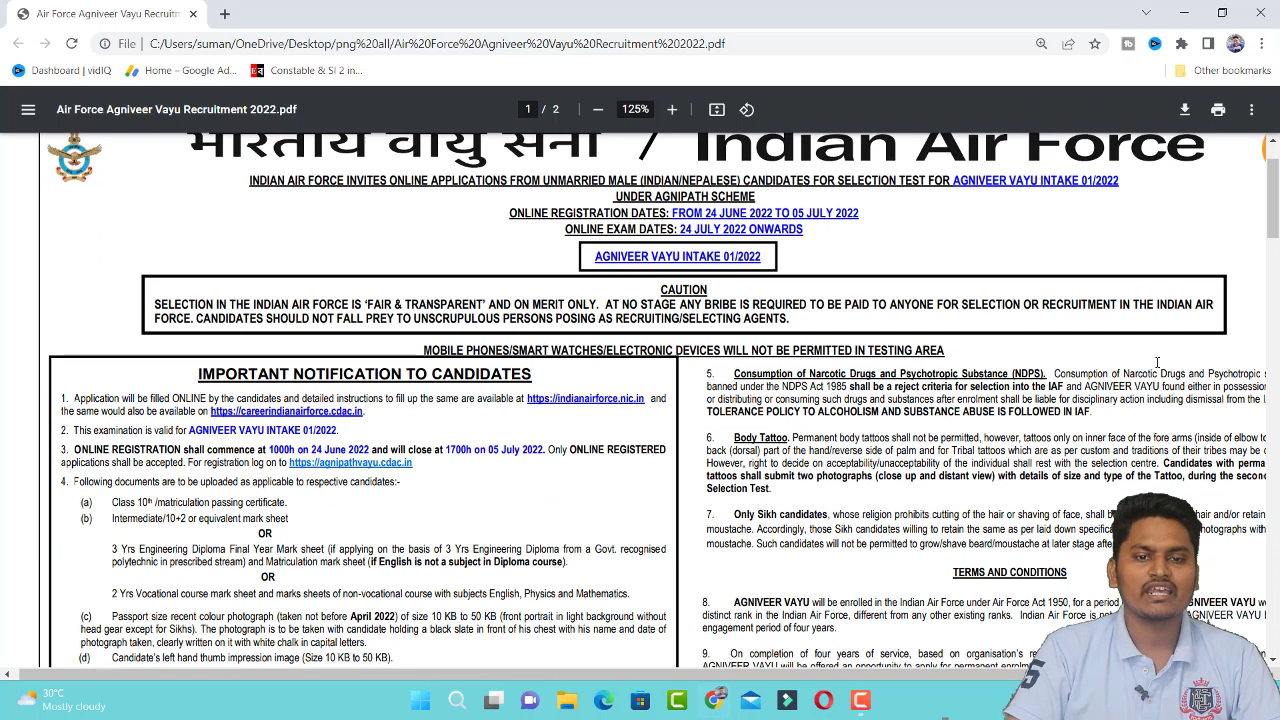 Air Force Agniveer Vayu Recruitm
File
C:/Users/suman/OneDrive/Desktop/png%20all/Air%20Force%20Agniveer%20Vayu%20Recruitment%202022.pdf
Dashboard | vidIQ
Home – Google Ad...
Constable & SI 2 in...
Other bookmarks
Air Force Agniveer Vayu Recruitment 2022.pdf
1 / 2
125%
भारतीय वायु सेना / Indian Air Force
INDIAN AIR FORCE INVITES ONLINE APPLICATIONS FROM UNMARRIED MALE (INDIAN/NEPALESE) CANDIDATES FOR SELECTION TEST FOR AGNIVEER VAYU INTAKE 01/2022
UNDER AGNIPATH SCHEME
ONLINE REGISTRATION DATES: FROM 24 JUNE 2022 TO 05 JULY 2022
ONLINE EXAM DATES: 24 JULY 2022 ONWARDS
AGNIVEER VAYU INTAKE 01/2022
CAUTION
SELECTION IN THE INDIAN AIR FORCE IS 'FAIR & TRANSPARENT' AND ON MERIT ONLY. AT NO STAGE ANY BRIBE IS REQUIRED TO BE PAID TO ANYONE FOR SELECTION OR RECRUITMENT IN THE INDIAN AIR
FORCE. CANDIDATES SHOULD NOT FALL PREY TO UNSCRUPULOUS PERSONS POSING AS RECRUITING/SELECTING AGENTS.
MOBILE PHONES/SMART WATCHES/ELECTRONIC DEVICES WILL NOT BE PERMITTED IN TESTING AREA
IMPORTANT NOTIFICATION TO CANDIDATES
1. Application will be filled ONLINE by the candidates and detailed instructions to fill up the same are available at https://indianairforce.nic.in and
the same would also be available on https://careerindianairforce.cdac.in.
2. This examination is valid for AGNIVEER VAYU INTAKE 01/2022.
3. ONLINE REGISTRATION shall commence at 1000h on 24 June 2022 and will close at 1700h on 05 July 2022. Only ONLINE REGISTERED
applications shall be accepted. For registration log on to https://agnipathvayu.cdac.in
4. Following documents are to be uploaded as applicable to respective candidates:-
(a) Class 10th /matriculation passing certificate.
(b) Intermediate/10+2 or equivalent mark sheet
OR
3 Yrs Engineering Diploma Final Year Mark sheet (if applying on the basis of 3 Yrs Engineering Diploma from a Govt. recognised
polytechnic in prescribed stream) and Matriculation mark sheet (if English is not a subject in Diploma course).
OR
2 Yrs Vocational course mark sheet and marks sheets of non-vocational course with subjects English, Physics and Mathematics.
(c) Passport size recent colour photograph (taken not before April 2022) of size 10 KB to 50 KB (front portrait in light background without
head gear except for Sikhs). The photograph is to be taken with candidate holding a black slate in front of his chest with his name and date of
photograph taken, clearly written on it with white chalk in capital letters.
(d) Candidate's left hand thumb impression image (Size 10 KB to 50 KB).
5. Consumption of Narcotic Drugs and Psychotropic Substance (NDPS). Consumption of Narcotic Drugs and Psychotropic
banned under the NDPS Act 1985 shall be a reject criteria for selection into the IAF and AGNIVEER VAYU found either in possession
or distributing or consuming such drugs and substances after enrolment shall be liable for disciplinary action including dismissal from the
TOLERANCE POLICY TO ALCOHOLISM AND SUBSTANCE ABUSE IS FOLLOWED IN IAF.
6. Body Tattoo. Permanent body tattoos shall not be permitted, however, tattoos only on inner face of the fore arms (inside of elbow to
back (dorsal) part of the hand/reverse side of palm and for Tribal tattoos which are as per custom and traditions of their tribes may be
However, right to decide on acceptability/unacceptability of the individual shall rest with the selection centre. Candidates with
tattoos shall submit two photographs (close up and distant view) with details of size and type of the Tattoo, during the
Selection Test.
7. Only Sikh candidates, whose religion prohibits cutting of the hair or shaving of face, shall hair and/or
moustache. Accordingly, those Sikh candidates willing to retain the same as per laid down photographs with
moustache. Such candidates will not be permitted to grow/shave beard/moustache at later stage
TERMS AND CONDITIONS
8. AGNIVEER VAYU will be enrolled in the Indian Air Force under Air Force Act 1950, for a period
distinct rank in the Indian Air Force, different from any other existing ranks. Indian Air Force is
engagement period of four years.
9. On completion of four years of service, based on organisation's
AGNIVEER VAYU will be offered an opportunity to apply for permanent
30°C
Mostly cloudy